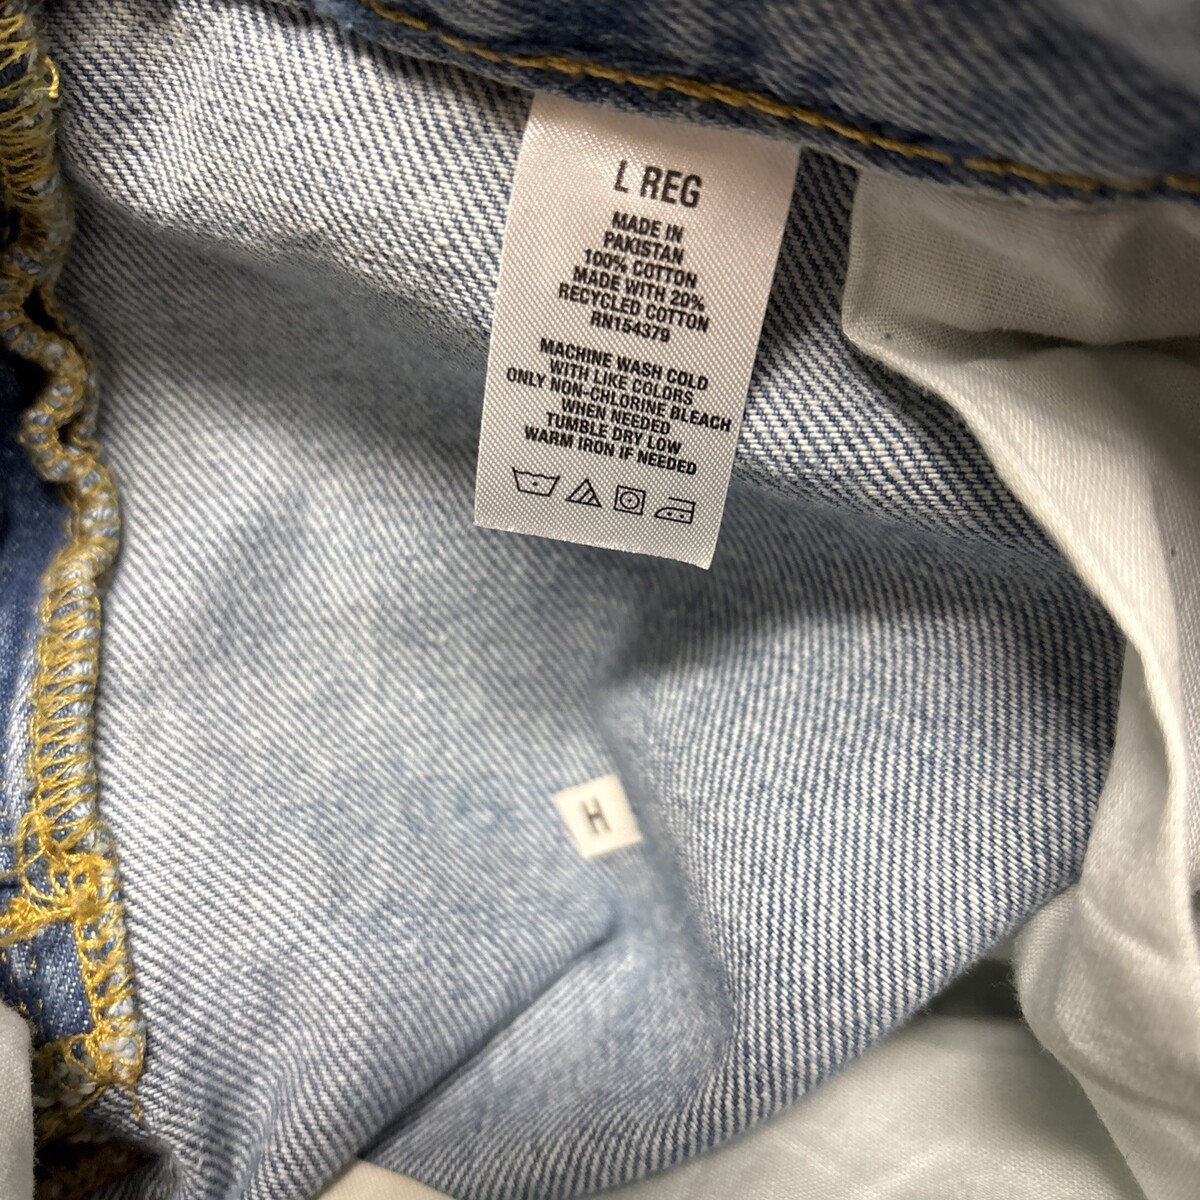 L REG
MADE IN
PAKISTAN
100% COTTON
MADE WITH 20%
RECYCLED COTTON
RN154379
MACHINE WASH COLD
WITH LIKE COLORS
ONLY NON-CHLORINE BLEACH
WHEN NEEDED
TUMBLE DRY LOW
WARM IRON IF NEEDED
H